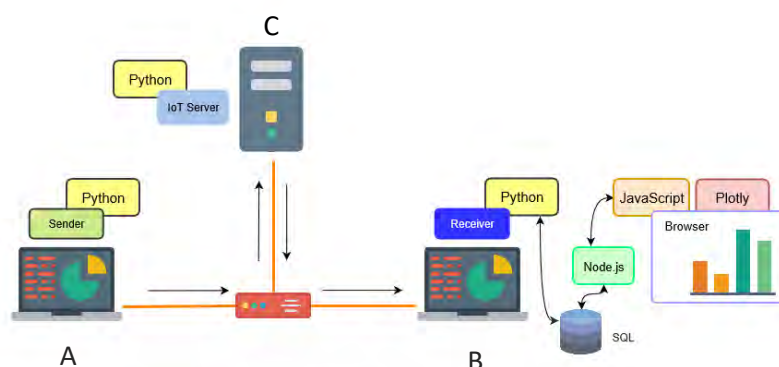 C
Python
IoT Server
Python
Sender
A
Python
Receiver
B
JavaScript
Plotly
Browser
Node.js
SQL